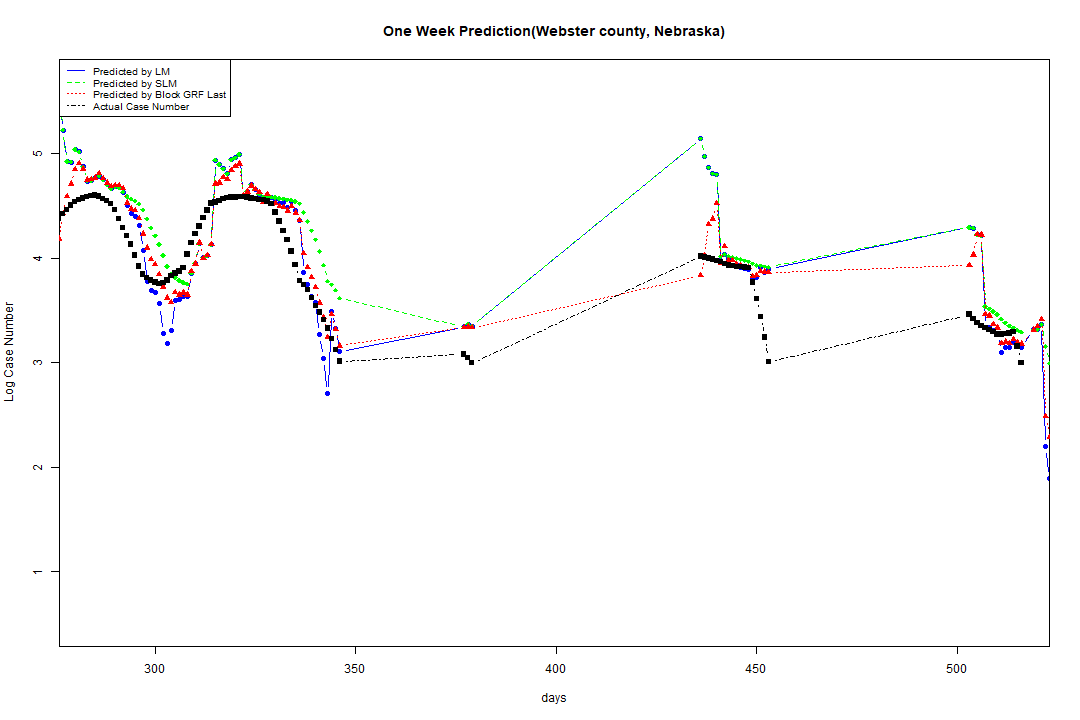 One Week Prediction(Webster county, Nebraska)
Predicted by LM
Predicted by SLM
Predicted by Block GRF Last
Actual Case Number
5
4
3
2
1
Log Case Number
300 350 400 450 500
days